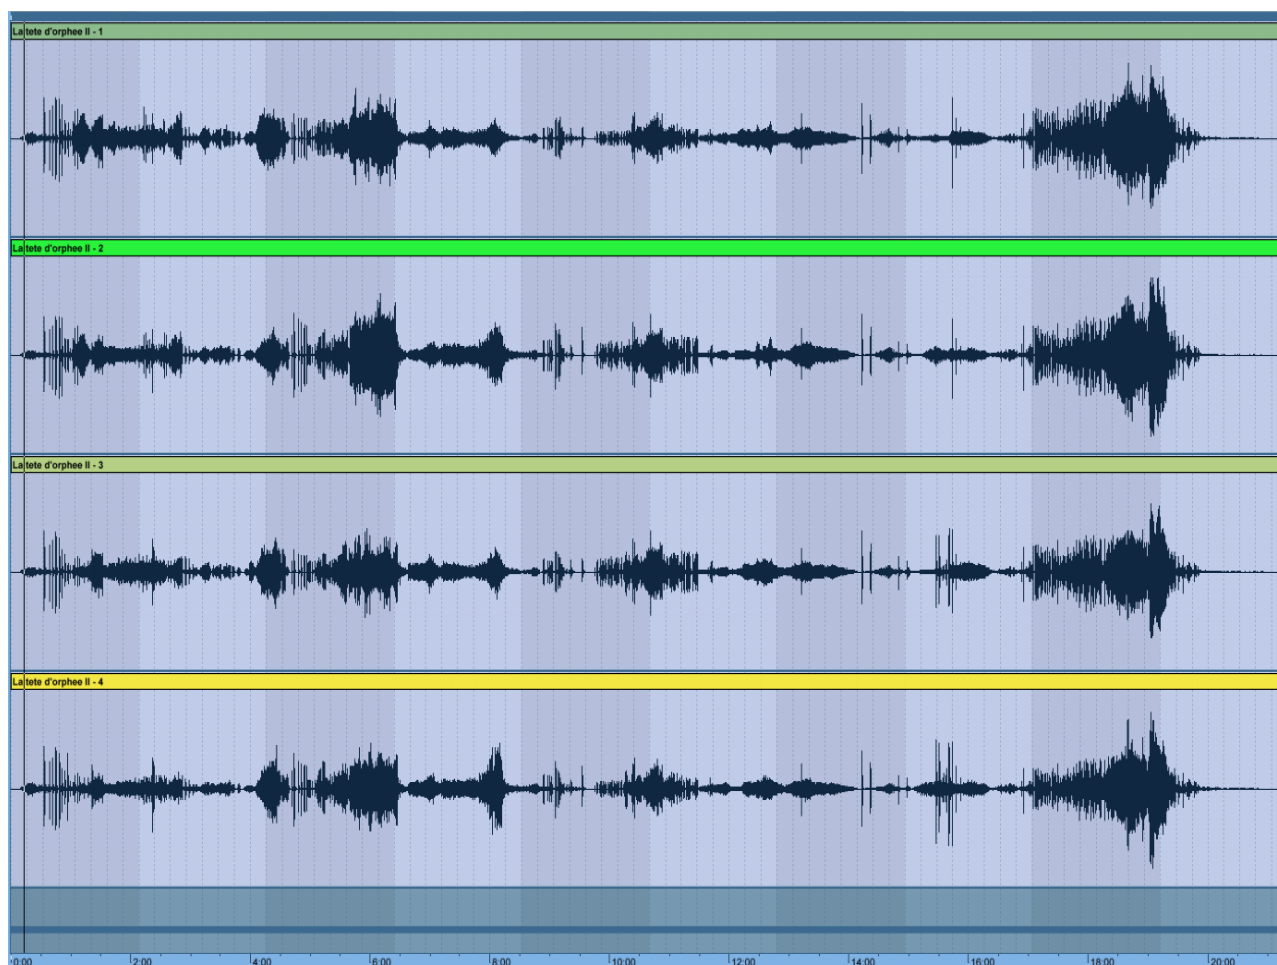 La tete d'orphee II - 1
La tete d'orphee II - 2
La tete d'orphee II - 3
La tete d'orphee II - 4
0:00 2:00 4:00 6:00 8:00 10:00 12:00 14:00 16:00 18:00 20:00